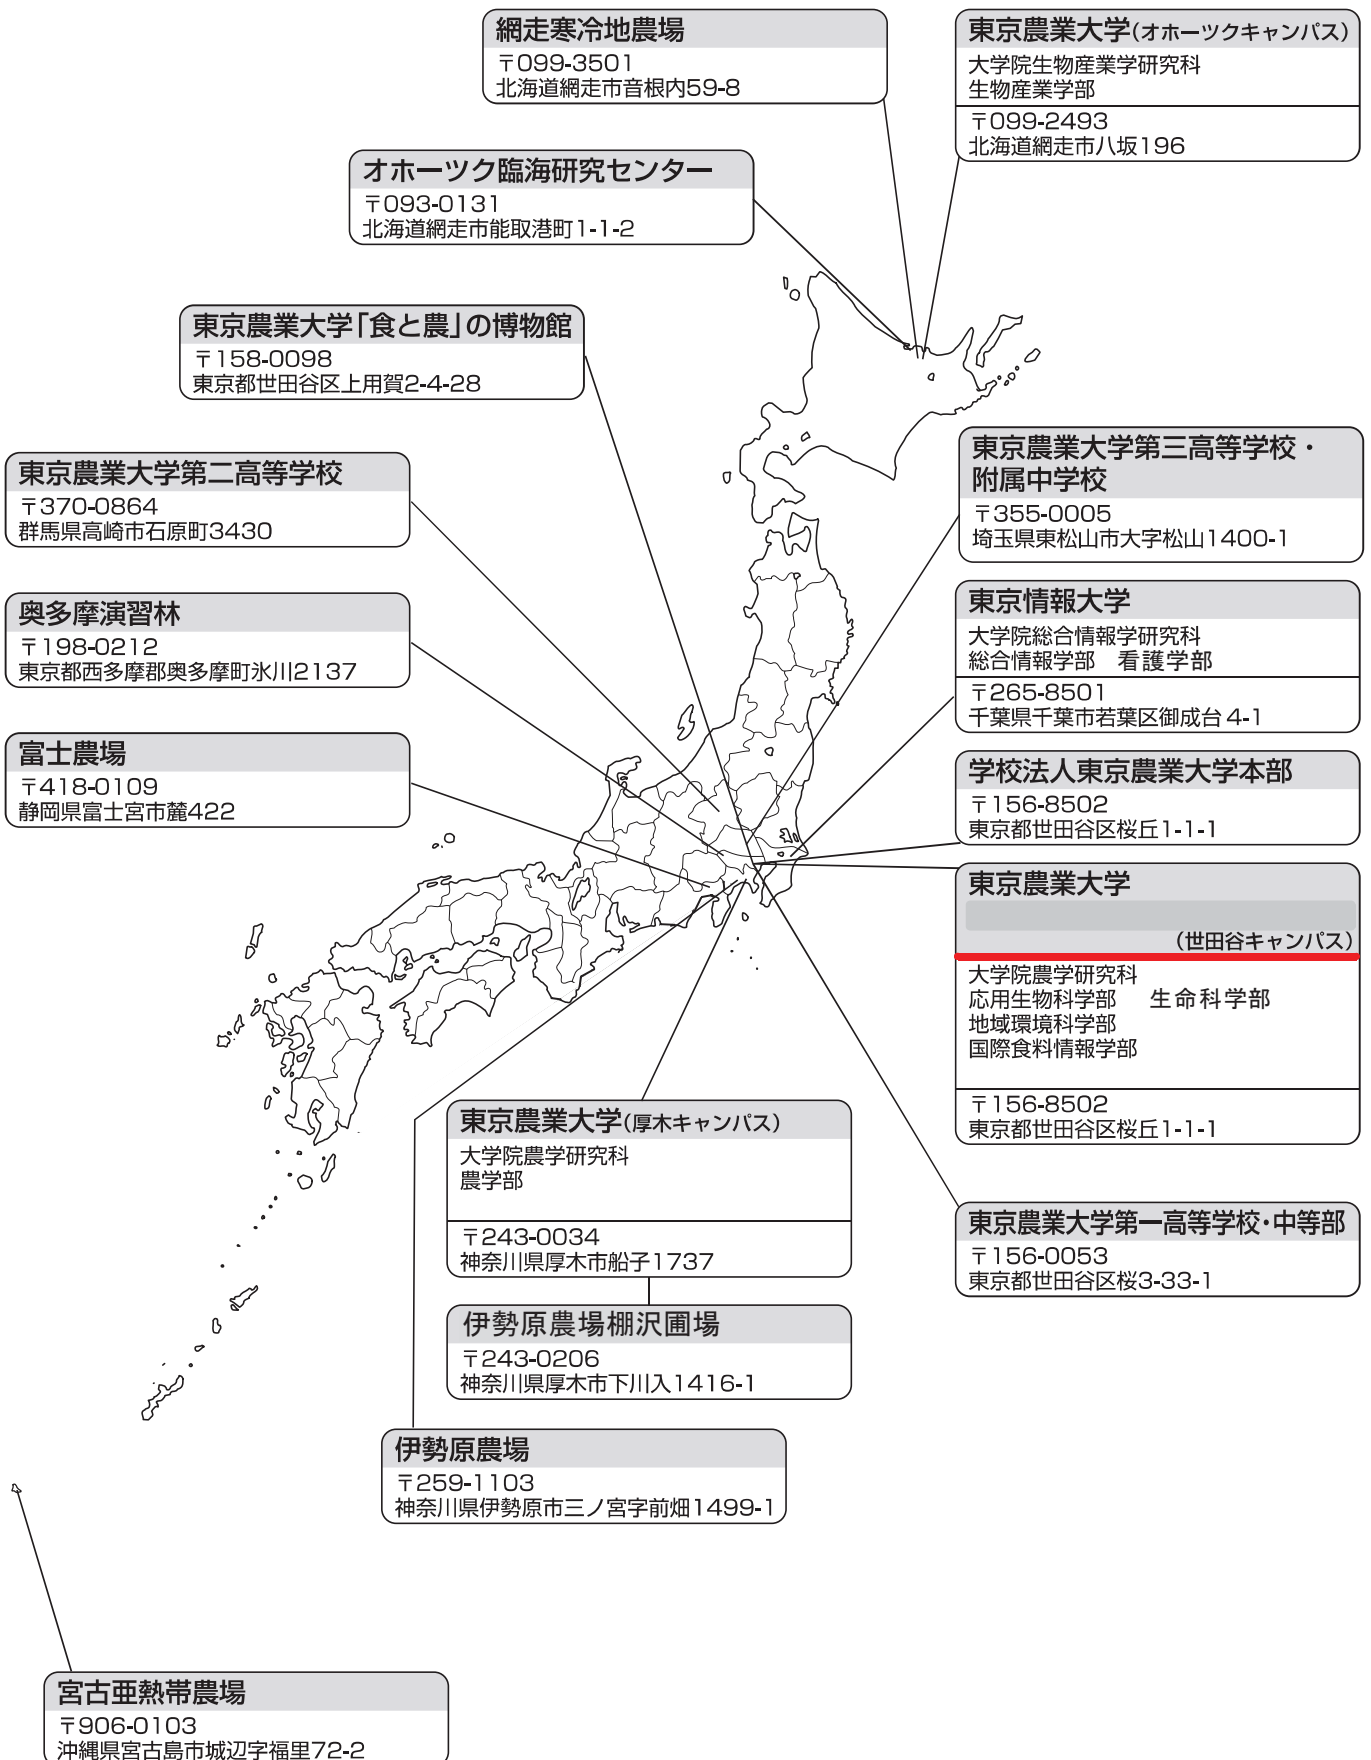 網走寒冷地農場
〒099-3501
北海道網走市音根内59-8
東京農業大学(オホーツクキャンパス)
大学院生物産業学研究科
生物産業学部
〒099-2493
北海道網走市八坂196
オホーツク臨海研究センター
〒093-0131
北海道網走市能取港町1-1-2
東京農業大学「食と農」の博物館
〒158-0098
東京都世田谷区上用賀2-4-28
東京農業大学第二高等学校
〒370-0864
群馬県高崎市石原町3430
東京農業大学第三高等学校・
附属中学校
〒355-0005
埼玉県東松山市大字松山1400-1
奥多摩演習林
〒198-0212
東京都西多摩郡奥多摩町氷川2137
東京情報大学
大学院総合情報学研究科
総合情報学部 看護学部
〒265-8501
千葉県千葉市若葉区御成台4-1
富士農場
〒418-0109
静岡県富士宮市麓422
学校法人東京農業大学本部
〒156-8502
東京都世田谷区桜丘1-1-1
東京農業大学
(世田谷キャンパス)
大学院農学研究科
応用生物科学部 生命科学部
地域環境科学部
国際食料情報学部
〒156-8502
東京都世田谷区桜丘1-1-1
東京農業大学(厚木キャンパス)
大学院農学研究科
農学部
〒243-0034
神奈川県厚木市船子1737
東京農業大学第一高等学校・中等部
〒156-0053
東京都世田谷区桜3-33-1
伊勢原農場棚沢圃場
〒243-0206
神奈川県厚木市下川入1416-1
伊勢原農場
〒259-1103
神奈川県伊勢原市三ノ宮字前畑1499-1
宮古亜熱帯農場
〒906-0103
沖縄県宮古島市城辺字福里72-2